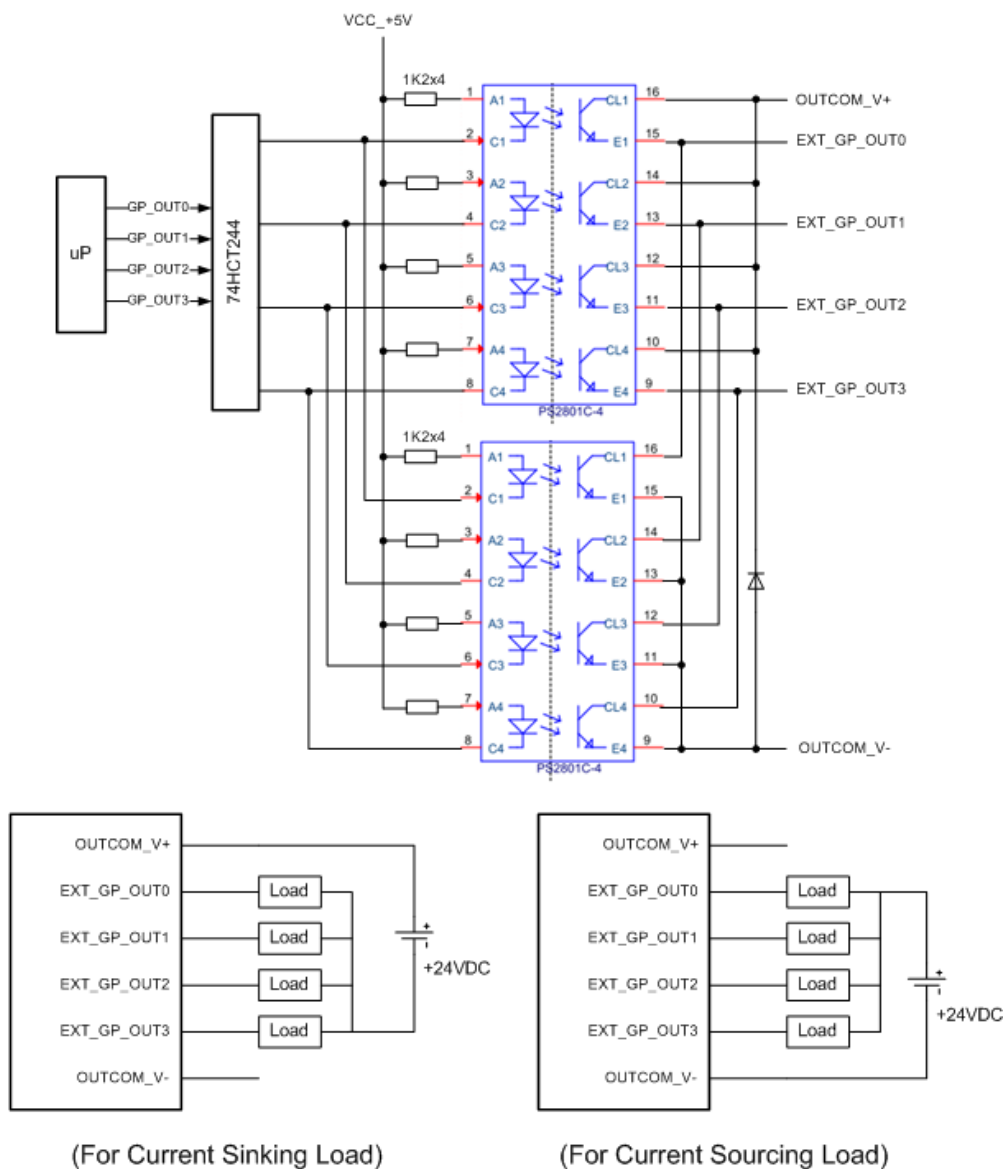 VCC_+5V
1K2x4
1 A1 CL1 16 OUTCOM_V+
2 C1 E1 15 EXT_GP_OUT0
3 A2 CL2 14
4 C2 E2 13 EXT_GP_OUT1
5 A3 CL3 12
6 C3 E3 11 EXT_GP_OUT2
7 A4 CL4 10
8 C4 E4 9 EXT_GP_OUT3
PS2801C-4
uP
GP_OUT0
GP_OUT1
GP_OUT2
GP_OUT3
74HCT244
1K2x4
1 A1 CL1 16
2 C1 E1 15
3 A2 CL2 14
4 C2 E2 13
5 A3 CL3 12
6 C3 E3 11
7 A4 CL4 10
8 C4 E4 9 OUTCOM_V-
PS2801C-4
OUTCOM_V+
EXT_GP_OUT0 Load
EXT_GP_OUT1 Load
EXT_GP_OUT2 Load
EXT_GP_OUT3 Load
OUTCOM_V-
+
-
+24VDC
(For Current Sinking Load)
OUTCOM_V+
EXT_GP_OUT0 Load
EXT_GP_OUT1 Load
EXT_GP_OUT2 Load
EXT_GP_OUT3 Load
OUTCOM_V-
+
-
+24VDC
(For Current Sourcing Load)